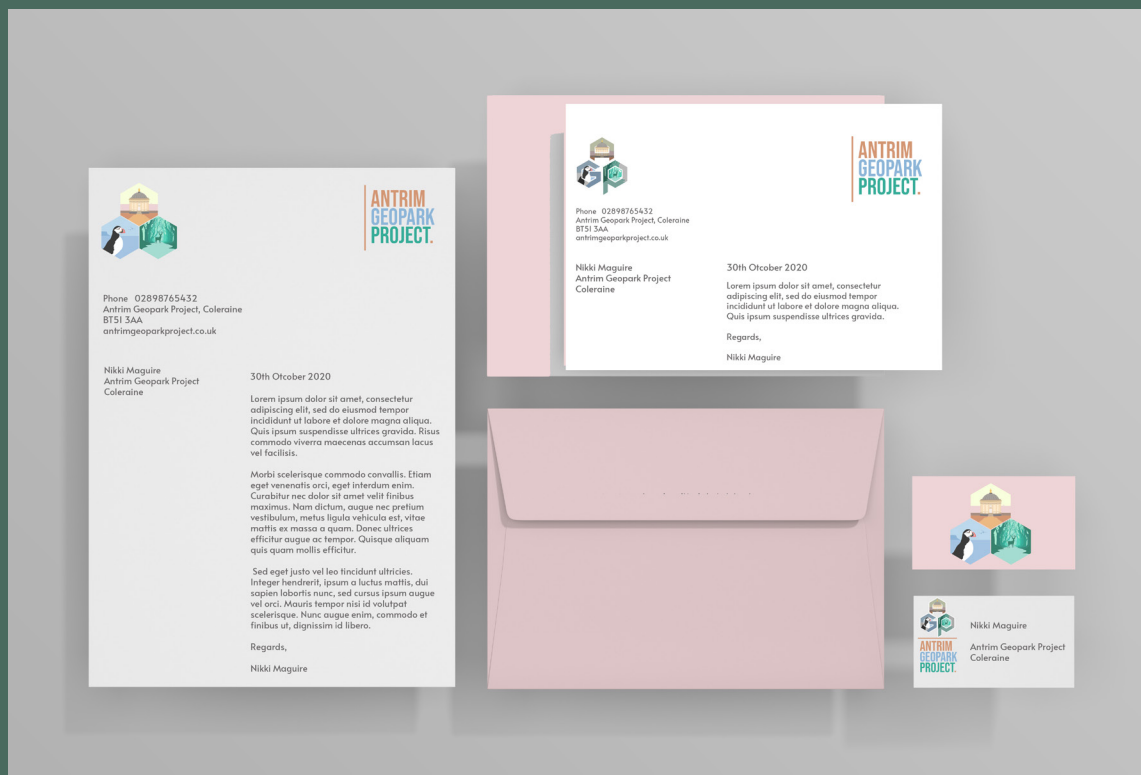 ANTRIM
GEOPARK
PROJECT.
Phone 02898765432
Antrim Geopark Project, Coleraine
BT51 3AA
antrimgeoparkproject.co.uk
Nikki Maguire
Antrim Geopark Project
Coleraine
30th Otcober 2020
Lorem ipsum dolor sit amet, consectetur
adipiscing elit, sed do eiusmod tempor
incididunt ut labore et dolore magna aliqua.
Quis ipsum suspendisse ultrices gravida. Risus
commodo viverra maecenas accumsan lacus
vel facilisis.
Morbi scelerisque commodo convallis. Etiam
eget venenatis orci, eget interdum enim.
Curabitur nec dolor sit amet velit finibus
maximus. Nam dictum, augue nec pretium
vestibulum, metus ligula vehicula est, vitae
mattis ex massa a quam. Donec ultrices
efficitur augue ac tempor. Quisque aliquam
quis quam mollis efficitur.
Sed eget justo vel leo tincidunt ultricies.
Integer hendrerit, ipsum a luctus mattis, dui
sapien lobortis nunc, sed cursus ipsum augue
vel orci. Mauris tempor nisi id volutpat
scelerisque. Nunc augue enim, commodo et
finibus ut, dignissim id libero.
Regards,
Nikki Maguire
GP
ANTRIM
GEOPARK
PROJECT.
Phone 02898765432
Antrim Geopark Project, Coleraine
BT51 3AA
antrimgeoparkproject.co.uk
Nikki Maguire
Antrim Geopark Project
Coleraine
30th Otcober 2020
Lorem ipsum dolor sit amet, consectetur
adipiscing elit, sed do eiusmod tempor
incididunt ut labore et dolore magna aliqua.
Quis ipsum suspendisse ultrices gravida.
Regards,
Nikki Maguire
GP
ANTRIM
GEOPARK
PROJECT.
Nikki Maguire
Antrim Geopark Project
Coleraine